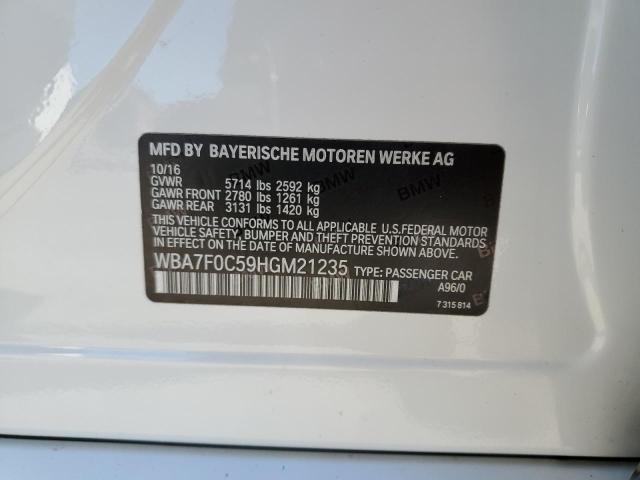 MFD BY BAYERISCHE MOTOREN WERKE AG
10/16
GVWR 5714 lbs 2592 kg
GAWR FRONT 2780 lbs 1261 kg
GAWR REAR 3131 lbs 1420 kg
THIS VEHICLE CONFORMS TO ALL APPLICABLE U.S.FEDERAL MOTOR
VEHICLE SAFETY, BUMPER AND THEFT PREVENTION STANDARDS
IN EFFECT ON THE DATE OF MANUFACTURE SHOWN ABOVE.
WBA7F0C59HGM21235 TYPE: PASSENGER CAR
A96/0
7 315 814
BMW
BMW
BMW